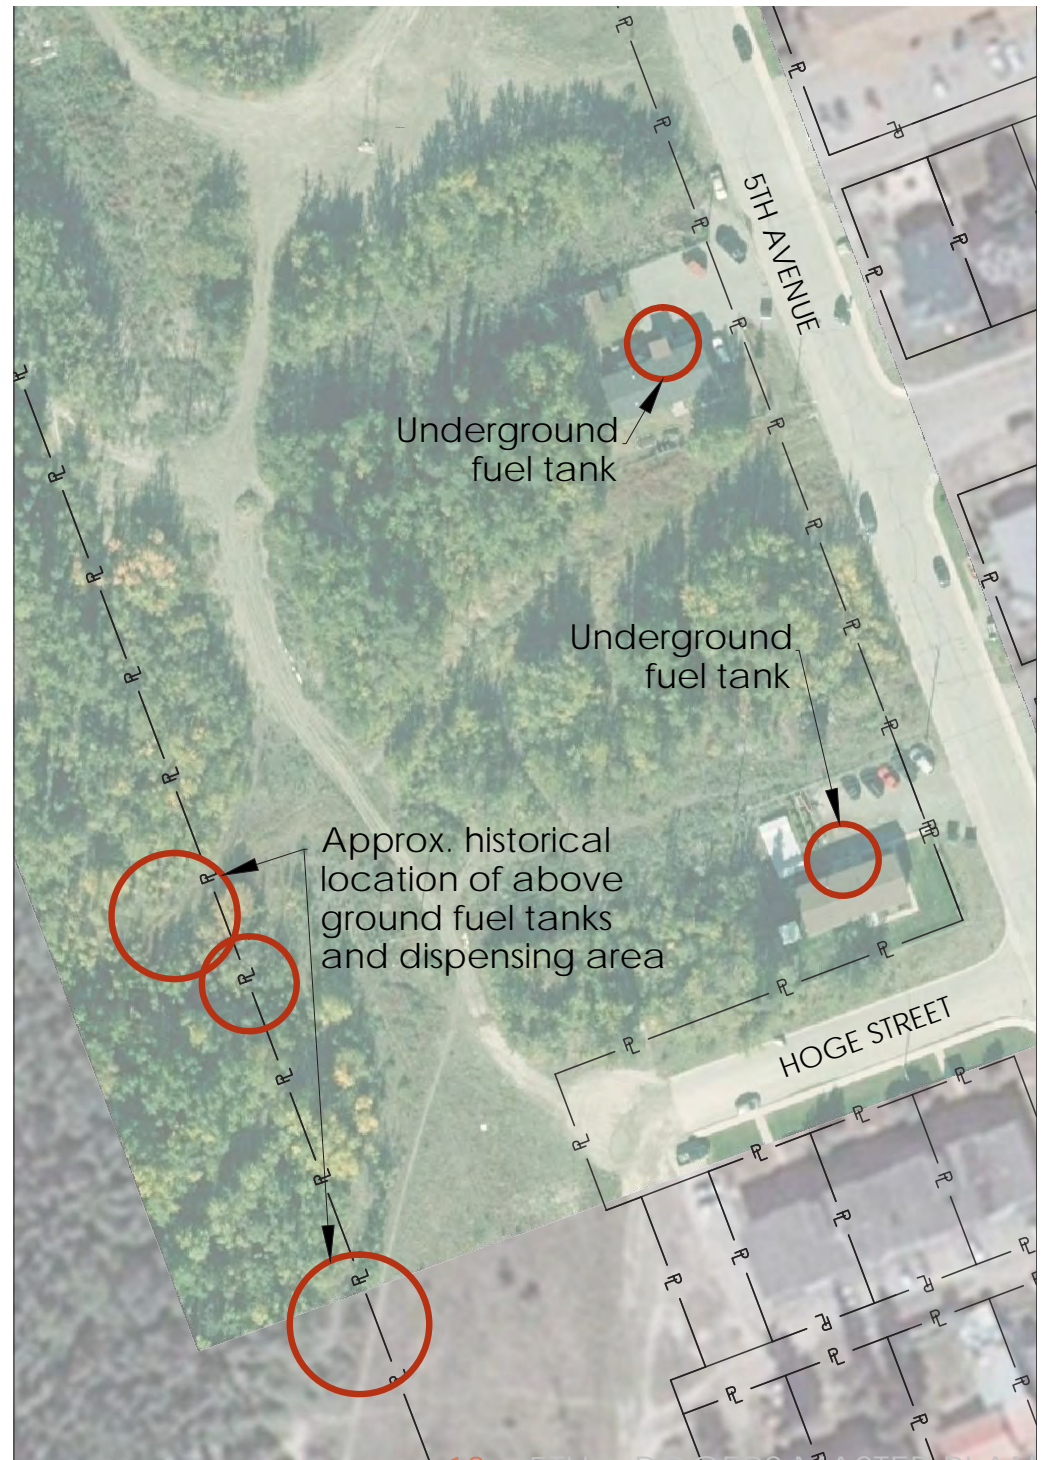 5TH AVENUE
Underground
fuel tank
Underground
fuel tank
Approx. historical
location of above
ground fuel tanks
and dispensing area
HOGE STREET